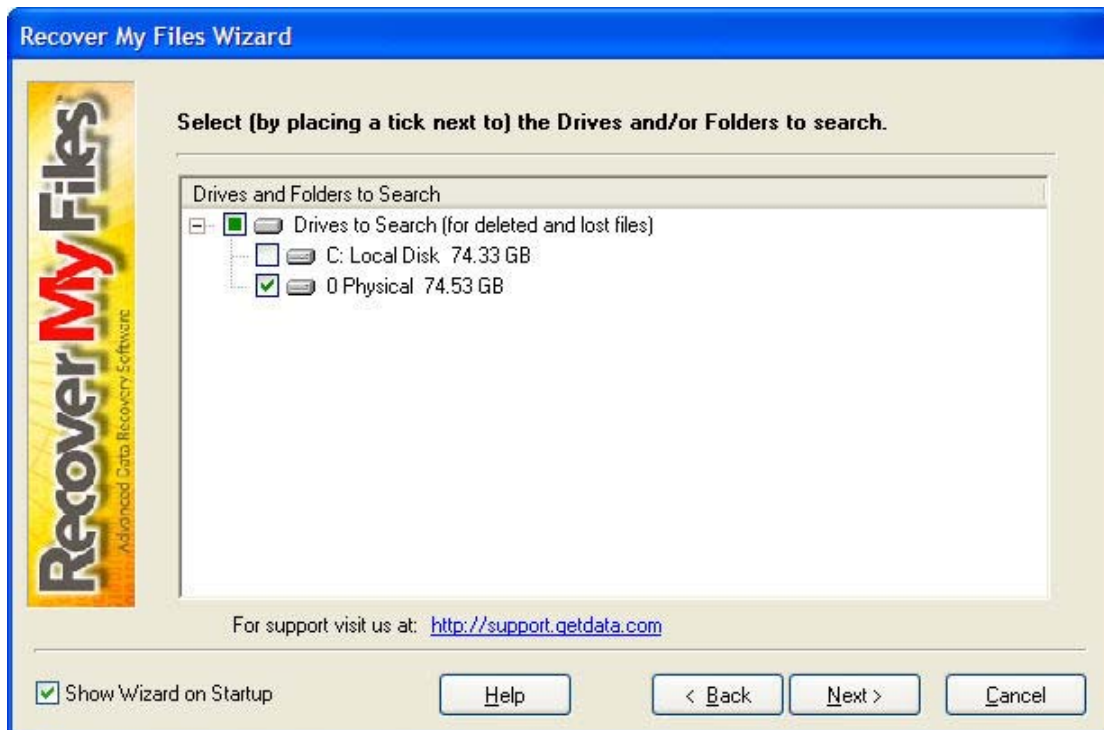 Recover My Files Wizard
Recover My Files
Advanced Data Recovery Software
Select (by placing a tick next to) the Drives and/or Folders to search.
Drives and Folders to Search
Drives to Search (for deleted and lost files)
C: Local Disk 74.33 GB
0 Physical 74.53 GB
For support visit us at: http://support.getdata.com
Show Wizard on Startup Help < Back Next > Cancel